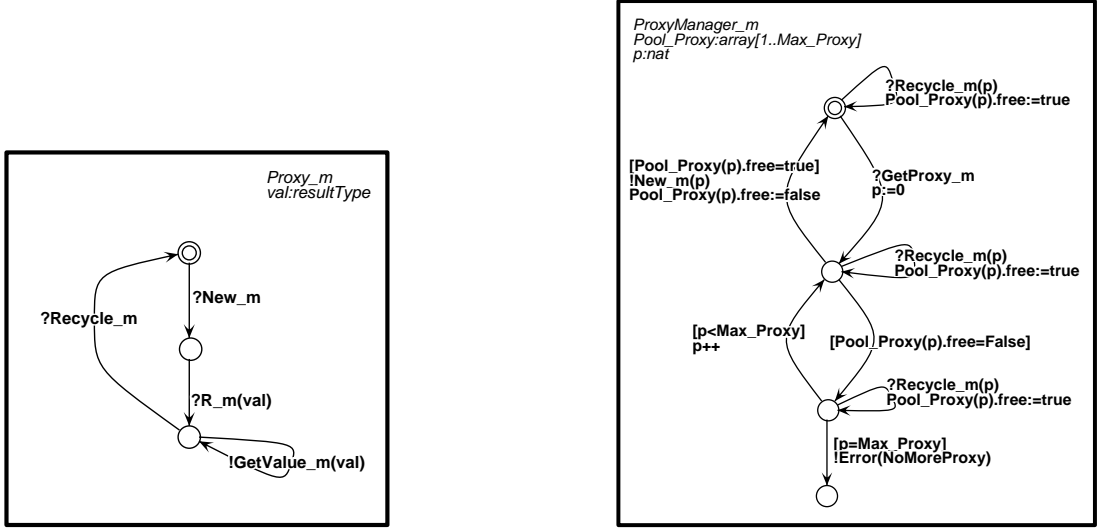 Proxy_m
val:resultType
?New_m
?Recycle_m
?R_m(val)
!GetValue_m(val)
ProxyManager_m
Pool_Proxy:array[1..Max_Proxy]
p:nat
?Recycle_m(p)
Pool_Proxy(p).free:=true
[Pool_Proxy(p).free=true]
!New_m(p)
Pool_Proxy(p).free:=false
?GetProxy_m
p:=0
?Recycle_m(p)
Pool_Proxy(p).free:=true
[p<Max_Proxy]
p++
[Pool_Proxy(p).free=False]
?Recycle_m(p)
Pool_Proxy(p).free:=true
[p=Max_Proxy]
!Error(NoMoreProxy)